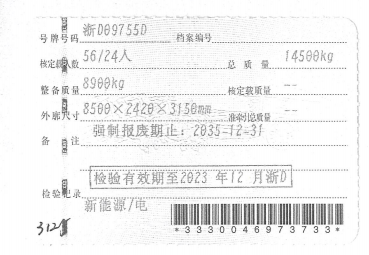 号牌号码 浙D09755D 档案编号
核定载人数 56/24人 总质量 14500kg
整备质量 8900kg 核定载质量 --
外廓尺寸 8500×2420×3150mm 准牵引总质量 --
备注 强制报废期止: 2035-12-31
检验有效期至2023 年12 月浙D
检验记录
新能源/电
3125
*3330046973733*